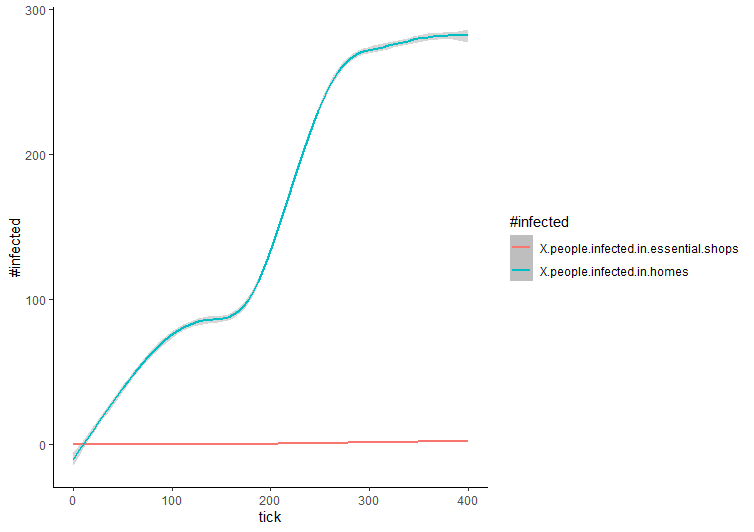 300
200
100
0
#infected
0
100
200
300
400
tick
#infected
X.people.infected.in.essential.shops
X.people.infected.in.homes